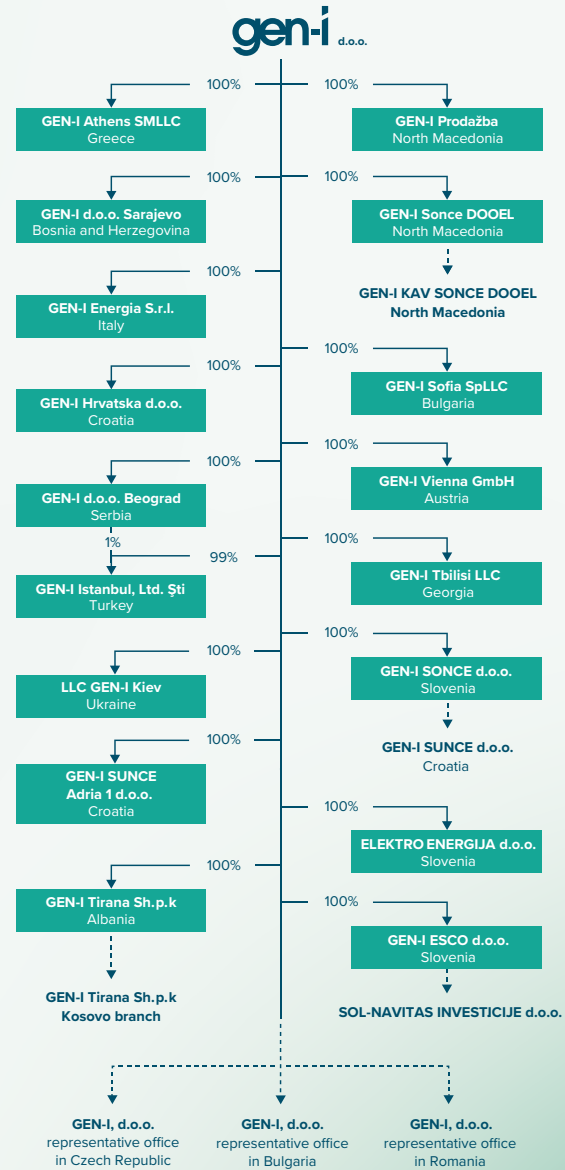 gen-i d.o.o.
100%
GEN-I Athens SMLLC
Greece
100%
GEN-I d.o.o. Sarajevo
Bosnia and Herzegovina
100%
GEN-I Energia S.r.l.
Italy
100%
GEN-I Hrvatska d.o.o.
Croatia
100%
GEN-I d.o.o. Beograd
Serbia
1%
99%
GEN-I Istanbul, Ltd. Şti
Turkey
100%
LLC GEN-I Kiev
Ukraine
100%
GEN-I SUNCE
Adria 1 d.o.o.
Croatia
100%
GEN-I Tirana Sh.p.k
Albania
GEN-I Tirana Sh.p.k
Kosovo branch
100%
GEN-I Prodažba
North Macedonia
100%
GEN-I Sonce DOOEL
North Macedonia
GEN-I KAV SONCE DOOEL
North Macedonia
100%
GEN-I Sofia SpLLC
Bulgaria
100%
GEN-I Vienna GmbH
Austria
100%
GEN-I Tbilisi LLC
Georgia
100%
GEN-I SONCE d.o.o.
Slovenia
GEN-I SUNCE d.o.o.
Croatia
100%
ELEKTRO ENERGIJA d.o.o.
Slovenia
100%
GEN-I ESCO d.o.o.
Slovenia
SOL-NAVITAS INVESTICIJE d.o.o.
GEN-I, d.o.o.
representative office
in Czech Republic
GEN-I, d.o.o.
representative office
in Bulgaria
GEN-I, d.o.o.
representative office
in Romania